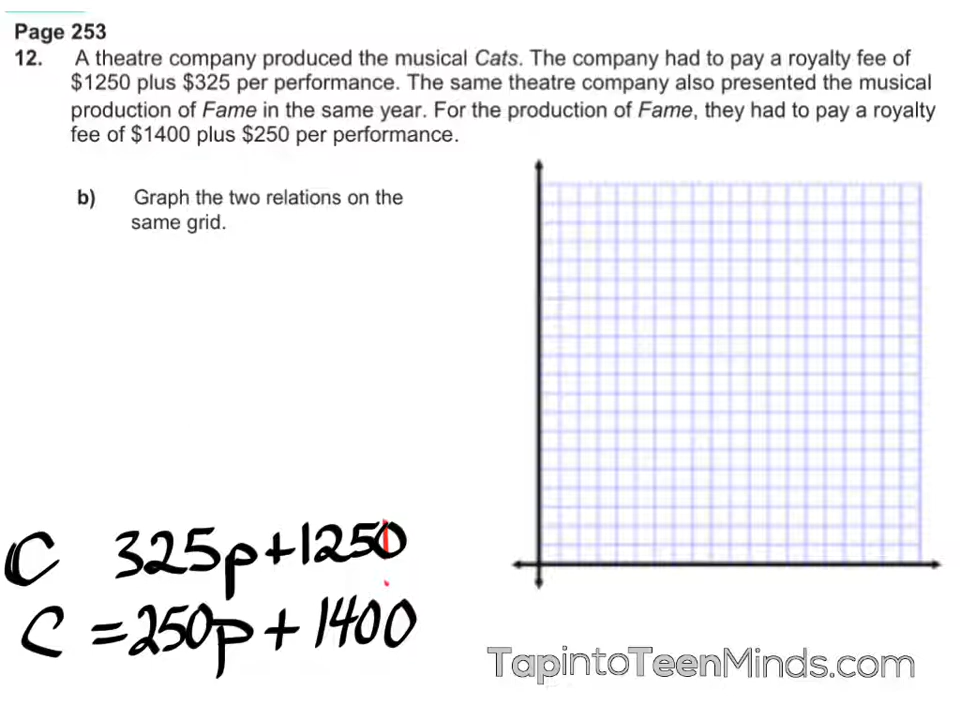 Page 253
12. A theatre company produced the musical Cats. The company had to pay a royalty fee of
$1250 plus $325 per performance. The same theatre company also presented the musical
production of Fame in the same year. For the production of Fame, they had to pay a royalty
fee of $1400 plus $250 per performance.
b) Graph the two relations on the
same grid.
C 325p+1250
C =250p+1400
TapintoTeenMinds.com